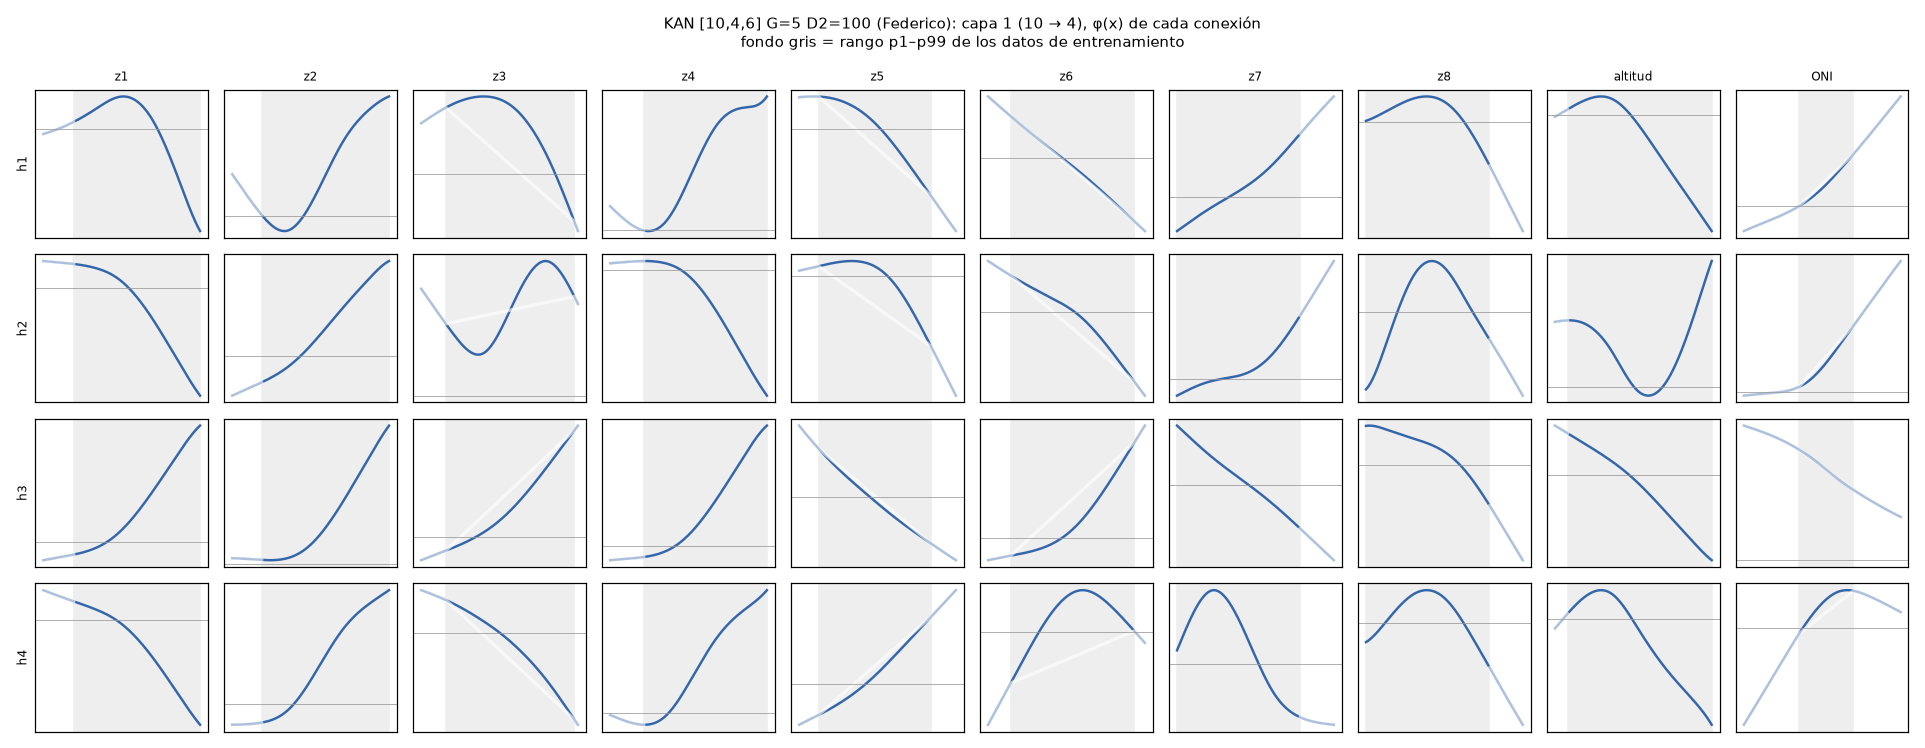 KAN [10,4,6] G=5 D2=100 (Federico): capa 1 (10 → 4), φ(x) de cada conexión
fondo gris = rango p1–p99 de los datos de entrenamiento
z1 z2 z3 z4 z5 z6 z7 z8 altitud ONI
h1
h2
h3
h4